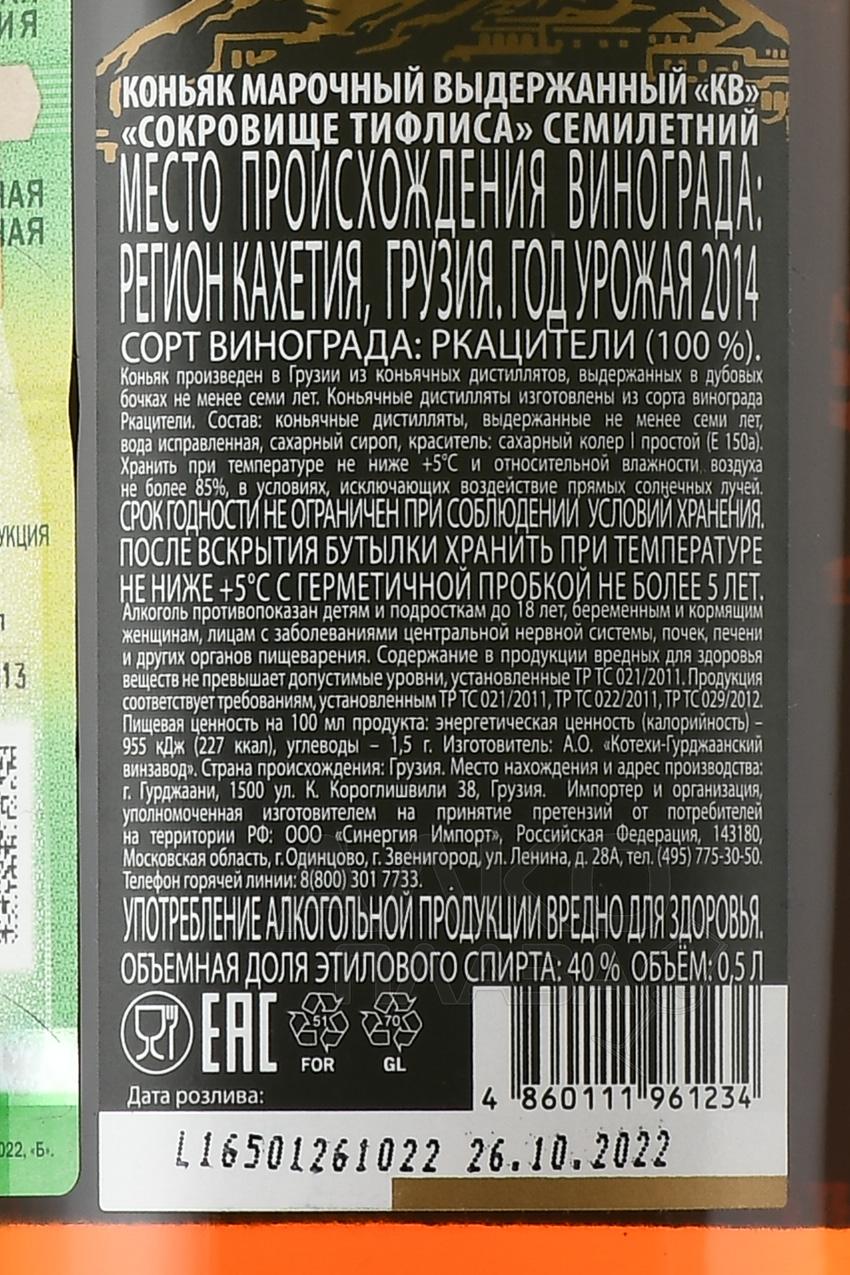 КОНЬЯК МАРОЧНЫЙ ВЫДЕРЖАННЫЙ «КВ»
«СОКРОВИЩЕ ТИФЛИСА» СЕМИЛЕТНИЙ
МЕСТО ПРОИСХОЖДЕНИЯ ВИНОГРАДА:
РЕГИОН КАХЕТИЯ, ГРУЗИЯ. ГОД УРОЖАЯ 2014
СОРТ ВИНОГРАДА: РКАЦИТЕЛИ (100 %).
Коньяк произведен в Грузии из коньячных дистиллятов, выдержанных в дубовых
бочках не менее семи лет. Коньячные дистилляты изготовлены из сорта винограда
Ркацители. Состав: коньячные дистилляты, выдержанные не менее семи лет,
вода исправленная, сахарный сироп, краситель: сахарный колер I простой (Е 150а).
Хранить при температуре не ниже +5°С и относительной влажности воздуха
не более 85%, в условиях, исключающих воздействие прямых солнечных лучей.
СРОК ГОДНОСТИ НЕ ОГРАНИЧЕН ПРИ СОБЛЮДЕНИИ УСЛОВИЙ ХРАНЕНИЯ.
ПОСЛЕ ВСКРЫТИЯ БУТЫЛКИ ХРАНИТЬ ПРИ ТЕМПЕРАТУРЕ
НЕ НИЖЕ +5°С С ГЕРМЕТИЧНОЙ ПРОБКОЙ НЕ БОЛЕЕ 5 ЛЕТ.
Алкоголь противопоказан детям и подросткам до 18 лет, беременным и кормящим
женщинам, лицам с заболеваниями центральной нервной системы, почек, печени
и других органов пищеварения. Содержание в продукции вредных для здоровья
веществ не превышает допустимые уровни, установленные ТР ТС 021/2011. Продукция
соответствует требованиям, установленным ТР ТС 021/2011, ТР ТС 022/2011, ТР ТС 029/2012.
Пищевая ценность на 100 мл продукта: энергетическая ценность (калорийность) –
955 кДж (227 ккал), углеводы – 1,5 г. Изготовитель: А.О. «Котехи-Гурджаанский
винзавод». Страна происхождения: Грузия. Место нахождения и адрес производства:
г. Гурджаани, 1500 ул. К. Короглишвили 38, Грузия. Импортер и организация,
уполномоченная изготовителем на принятие претензий от потребителей
на территории РФ: ООО «Синергия Импорт», Российская Федерация, 143180,
Московская область, г. Одинцово, г. Звенигород, ул. Ленина, д. 28А, тел. (495) 775-30-50.
Телефон горячей линии: 8(800) 301 7733.
УПОТРЕБЛЕНИЕ АЛКОГОЛЬНОЙ ПРОДУКЦИИ ВРЕДНО ДЛЯ ЗДОРОВЬЯ.
ОБЪЕМНАЯ ДОЛЯ ЭТИЛОВОГО СПИРТА: 40 % ОБЪЁМ: 0,5 Л
EAC
51
FOR
70
GL
4 860111 961234
Дата розлива:
L16501261022 26.10.2022
13
022, «Б».